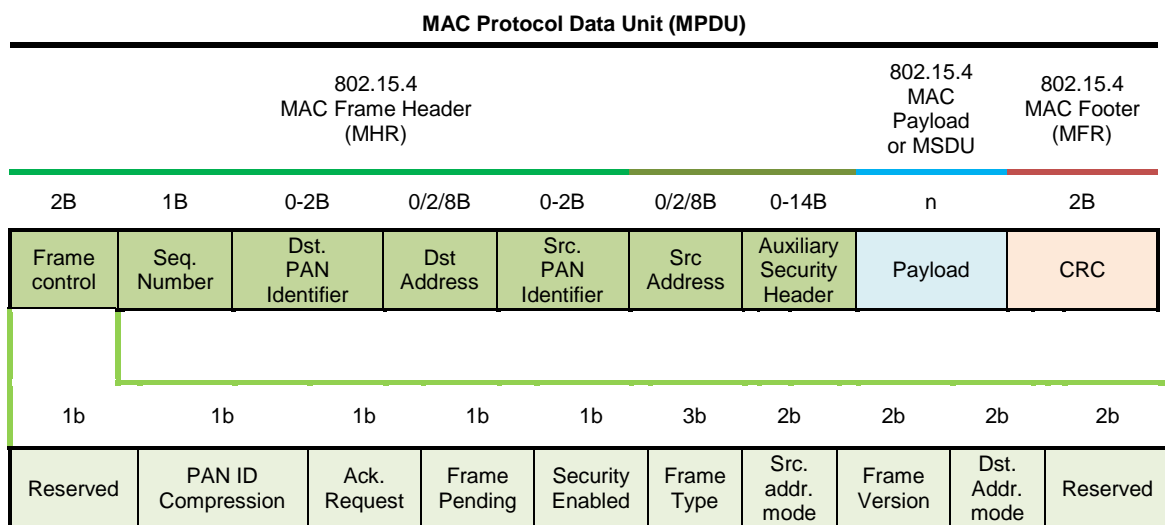 MAC Protocol Data Unit (MPDU)
802.15.4
MAC Frame Header
(MHR)
802.15.4
MAC
Payload
or MSDU
802.15.4
MAC Footer
(MFR)
2B 1B 0-2B 0/2/8B 0-2B 0/2/8B 0-14B n 2B
Frame
control
Seq.
Number
Dst.
PAN
Identifier
Dst
Address
Src.
PAN
Identifier
Src
Address
Auxiliary
Security
Header
Payload
CRC
1b 1b 1b 1b 1b 3b 2b 2b 2b 2b
Reserved
PAN ID
Compression
Ack.
Request
Frame
Pending
Security
Enabled
Frame
Type
Src.
addr.
mode
Frame
Version
Dst.
Addr.
mode
Reserved